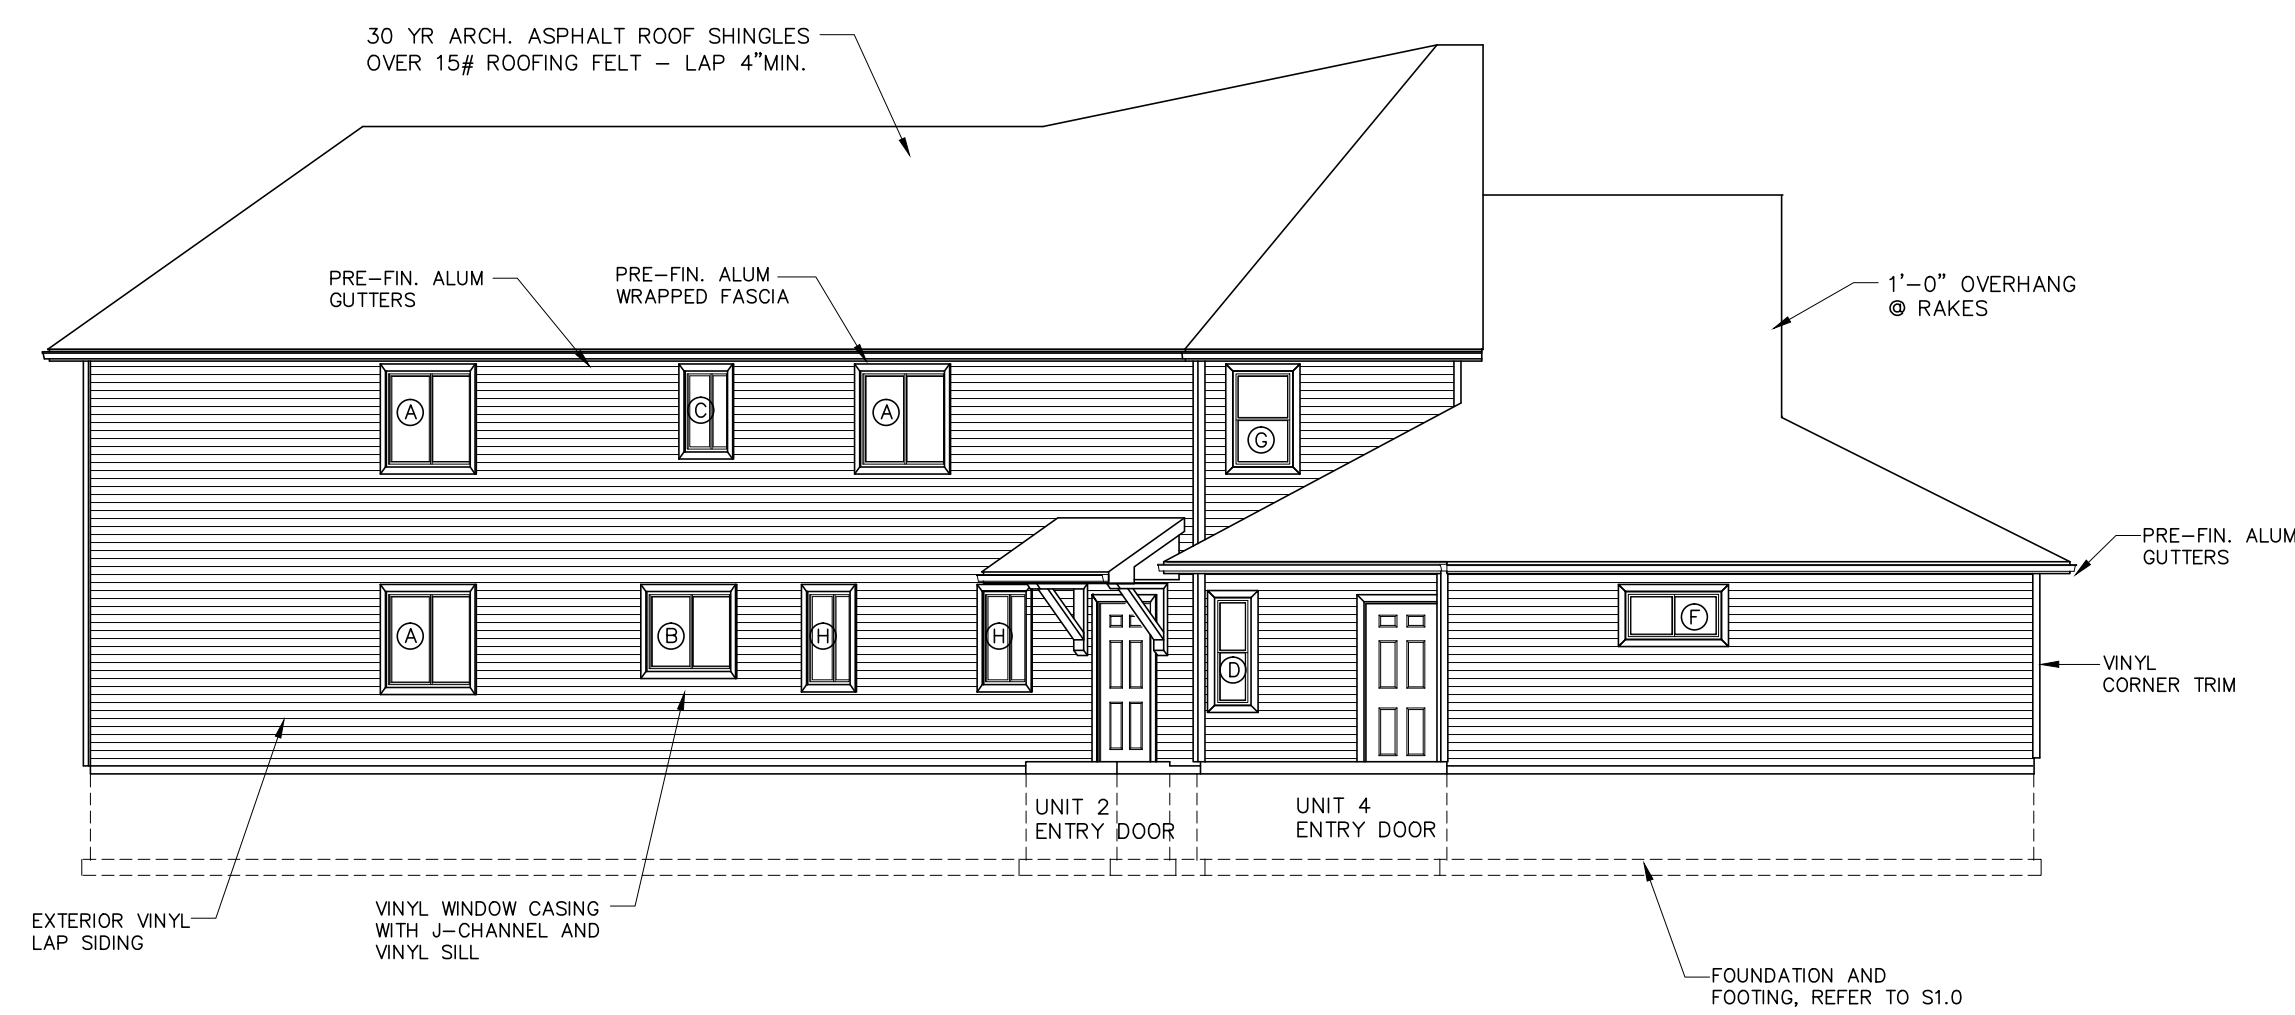 30 YR ARCH. ASPHALT ROOF SHINGLES
OVER 15# ROOFING FELT – LAP 4”MIN.
PRE–FIN. ALUM
GUTTERS
PRE–FIN. ALUM
WRAPPED FASCIA
1’–0” OVERHANG
@ RAKES
A
C
A
G
PRE–FIN. ALUM
GUTTERS
A
B
H
H
D
F
VINYL
CORNER TRIM
UNIT 2
ENTRY DOOR
UNIT 4
ENTRY DOOR
EXTERIOR VINYL
LAP SIDING
VINYL WINDOW CASING
WITH J–CHANNEL AND
VINYL SILL
FOUNDATION AND
FOOTING, REFER TO S1.0